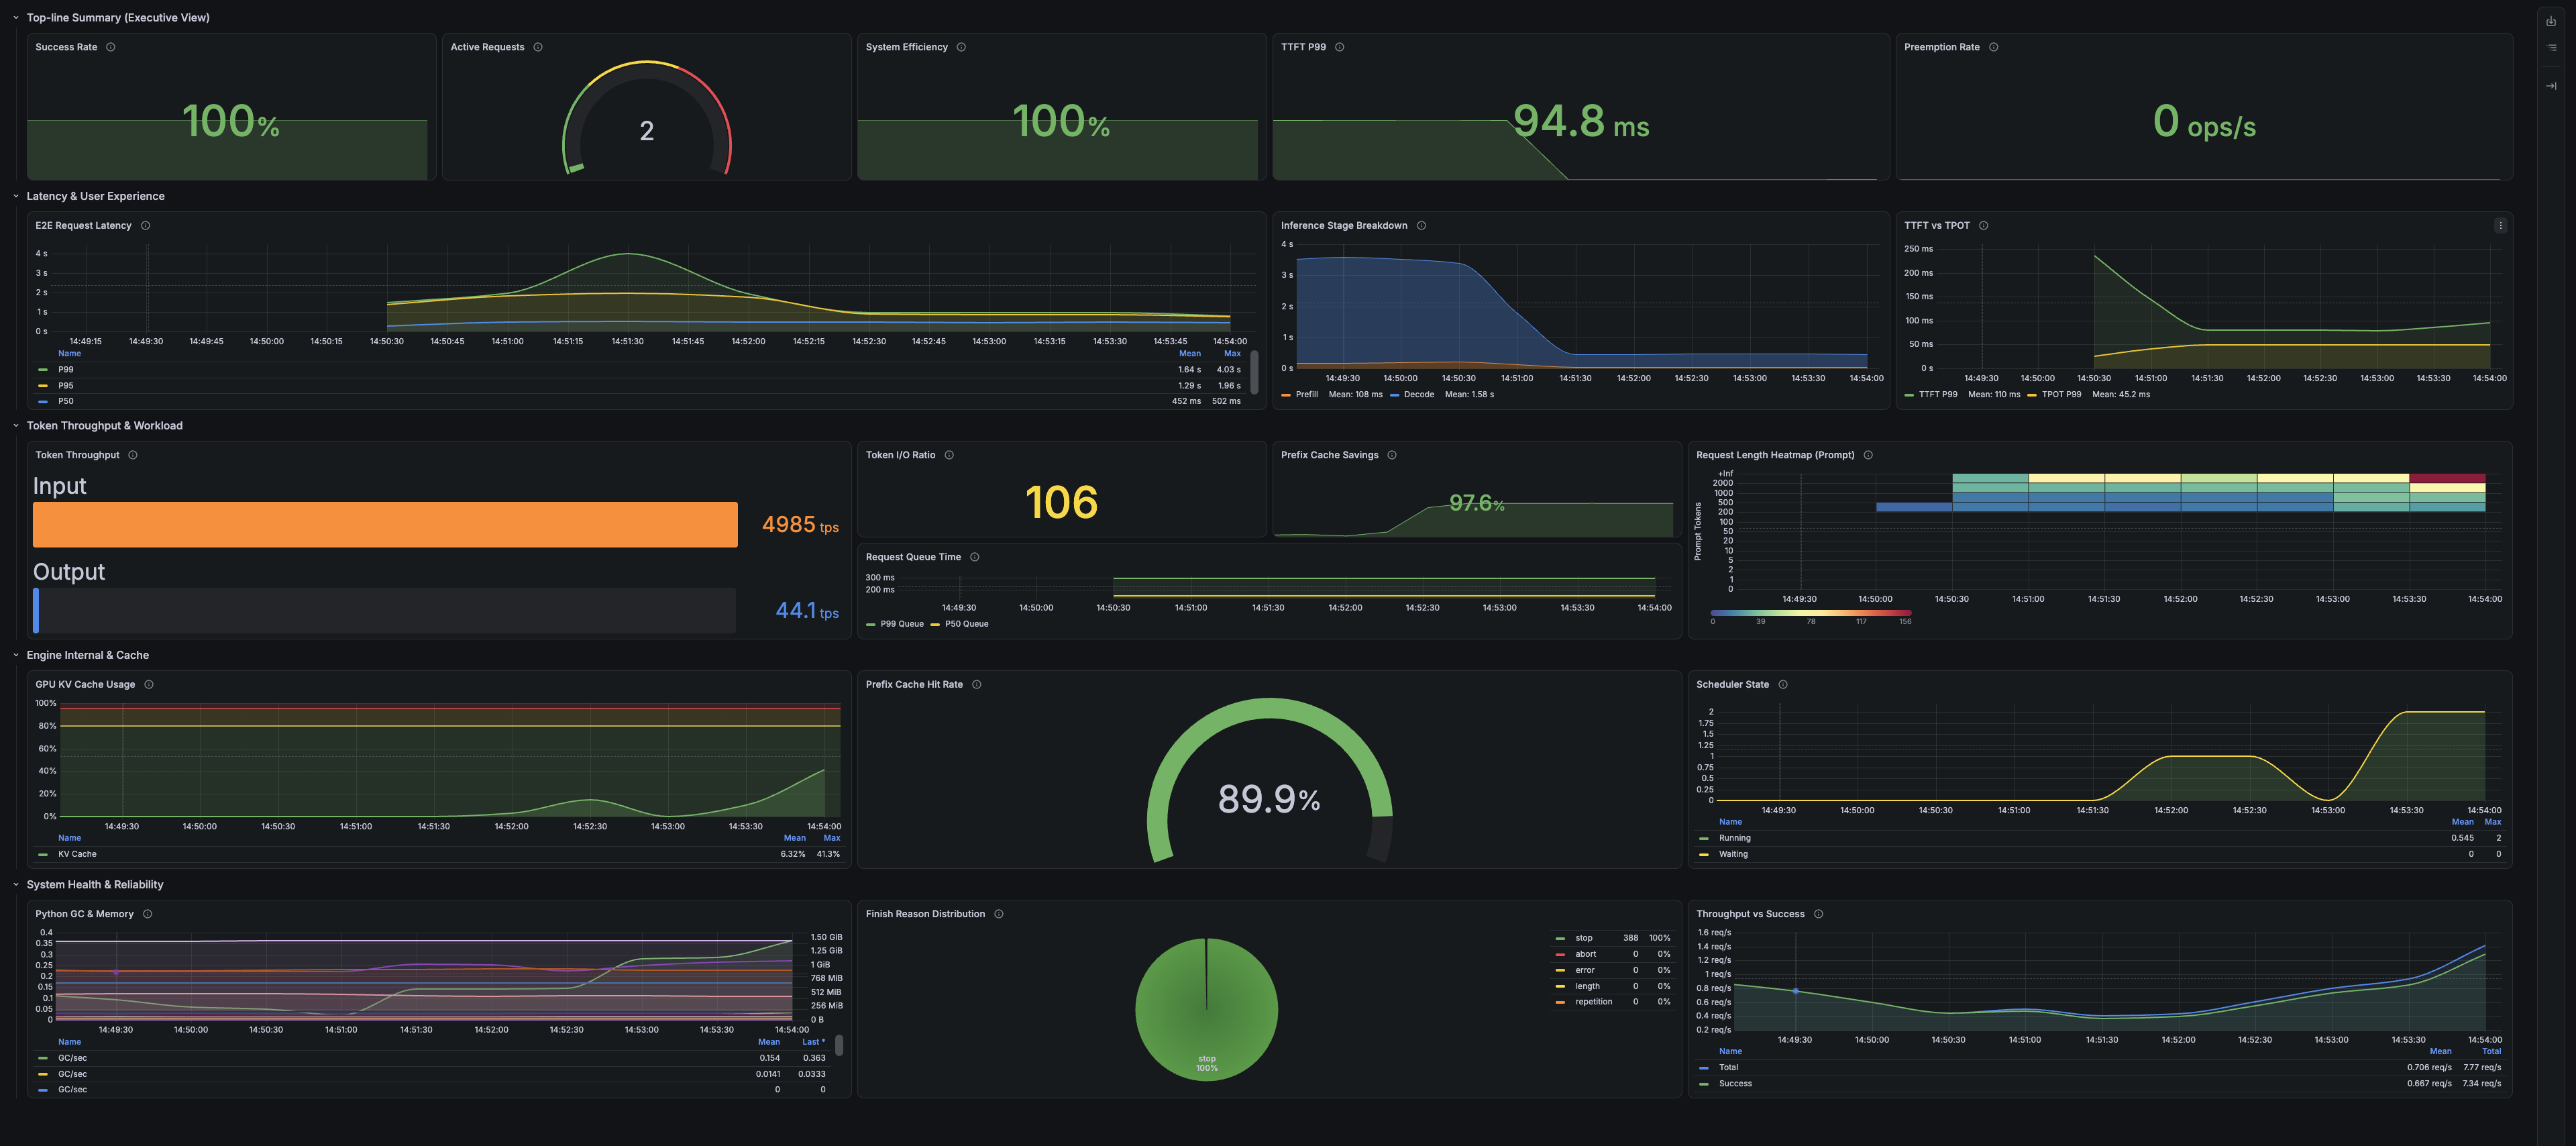 Top-line Summary (Executive View)
Success Rate
100%
Active Requests
2
System Efficiency
100%
TTFT P99
94.8 ms
Preemption Rate
0 ops/s
Latency & User Experience
E2E Request Latency
4 s
3 s
2 s
1 s
0 s
14:49:15 14:49:30 14:49:45 14:50:00 14:50:15 14:50:30 14:50:45 14:51:00 14:51:15 14:51:30 14:51:45 14:52:00 14:52:15 14:52:30 14:52:45 14:53:00 14:53:15 14:53:30 14:53:45 14:54:00
Name Mean Max
P99 1.64 s 4.03 s
P95 1.29 s 1.96 s
P50 452 ms 502 ms
Inference Stage Breakdown
4 s
3 s
2 s
1 s
0 s
14:49:30 14:50:00 14:50:30 14:51:00 14:51:30 14:52:00 14:52:30 14:53:00 14:53:30 14:54:00
Prefill Mean: 108 ms Decode Mean: 1.58 s
TTFT vs TPOT
250 ms
200 ms
150 ms
100 ms
50 ms
0 s
14:49:30 14:50:00 14:50:30 14:51:00 14:51:30 14:52:00 14:52:30 14:53:00 14:53:30 14:54:00
TTFT P99 Mean: 110 ms TPOT P99 Mean: 45.2 ms
Token Throughput & Workload
Token Throughput
Input
4985 tps
Output
44.1 tps
Token I/O Ratio
106
Prefix Cache Savings
97.6%
Request Queue Time
300 ms
200 ms
14:49:30 14:50:00 14:50:30 14:51:00 14:51:30 14:52:00 14:52:30 14:53:00 14:53:30 14:54:00
P99 Queue P50 Queue
Request Length Heatmap (Prompt)
Prompt Tokens
+Inf
2000
1000
500
200
100
50
20
10
5
2
1
0
14:49:30 14:50:00 14:50:30 14:51:00 14:51:30 14:52:00 14:52:30 14:53:00 14:53:30 14:54:00
0 39 78 117 156
Engine Internal & Cache
GPU KV Cache Usage
100%
80%
60%
40%
20%
0%
14:49:30 14:50:00 14:50:30 14:51:00 14:51:30 14:52:00 14:52:30 14:53:00 14:53:30 14:54:00
Name Mean Max
KV Cache 6.32% 41.3%
Prefix Cache Hit Rate
89.9%
Scheduler State
2
1.75
1.5
1.25
1
0.75
0.5
0.25
0
14:49:30 14:50:00 14:50:30 14:51:00 14:51:30 14:52:00 14:52:30 14:53:00 14:53:30 14:54:00
Name Mean Max
Running 0.545 2
Waiting 0 0
System Health & Reliability
Python GC & Memory
0.4
0.35
0.3
0.25
0.2
0.15
0.1
0.05
0
1.50 GiB
1.25 GiB
1 GiB
768 MiB
512 MiB
256 MiB
0 B
14:49:30 14:50:00 14:50:30 14:51:00 14:51:30 14:52:00 14:52:30 14:53:00 14:53:30 14:54:00
Name Mean Last *
GC/sec 0.154 0.363
GC/sec 0.0141 0.0333
GC/sec 0 0
Finish Reason Distribution
stop
100%
stop 388 100%
abort 0 0%
error 0 0%
length 0 0%
repetition 0 0%
Throughput vs Success
1.6 req/s
1.4 req/s
1.2 req/s
1 req/s
0.8 req/s
0.6 req/s
0.4 req/s
0.2 req/s
14:49:30 14:50:00 14:50:30 14:51:00 14:51:30 14:52:00 14:52:30 14:53:00 14:53:30 14:54:00
Name Mean Total
Total 0.706 req/s 7.77 req/s
Success 0.667 req/s 7.34 req/s